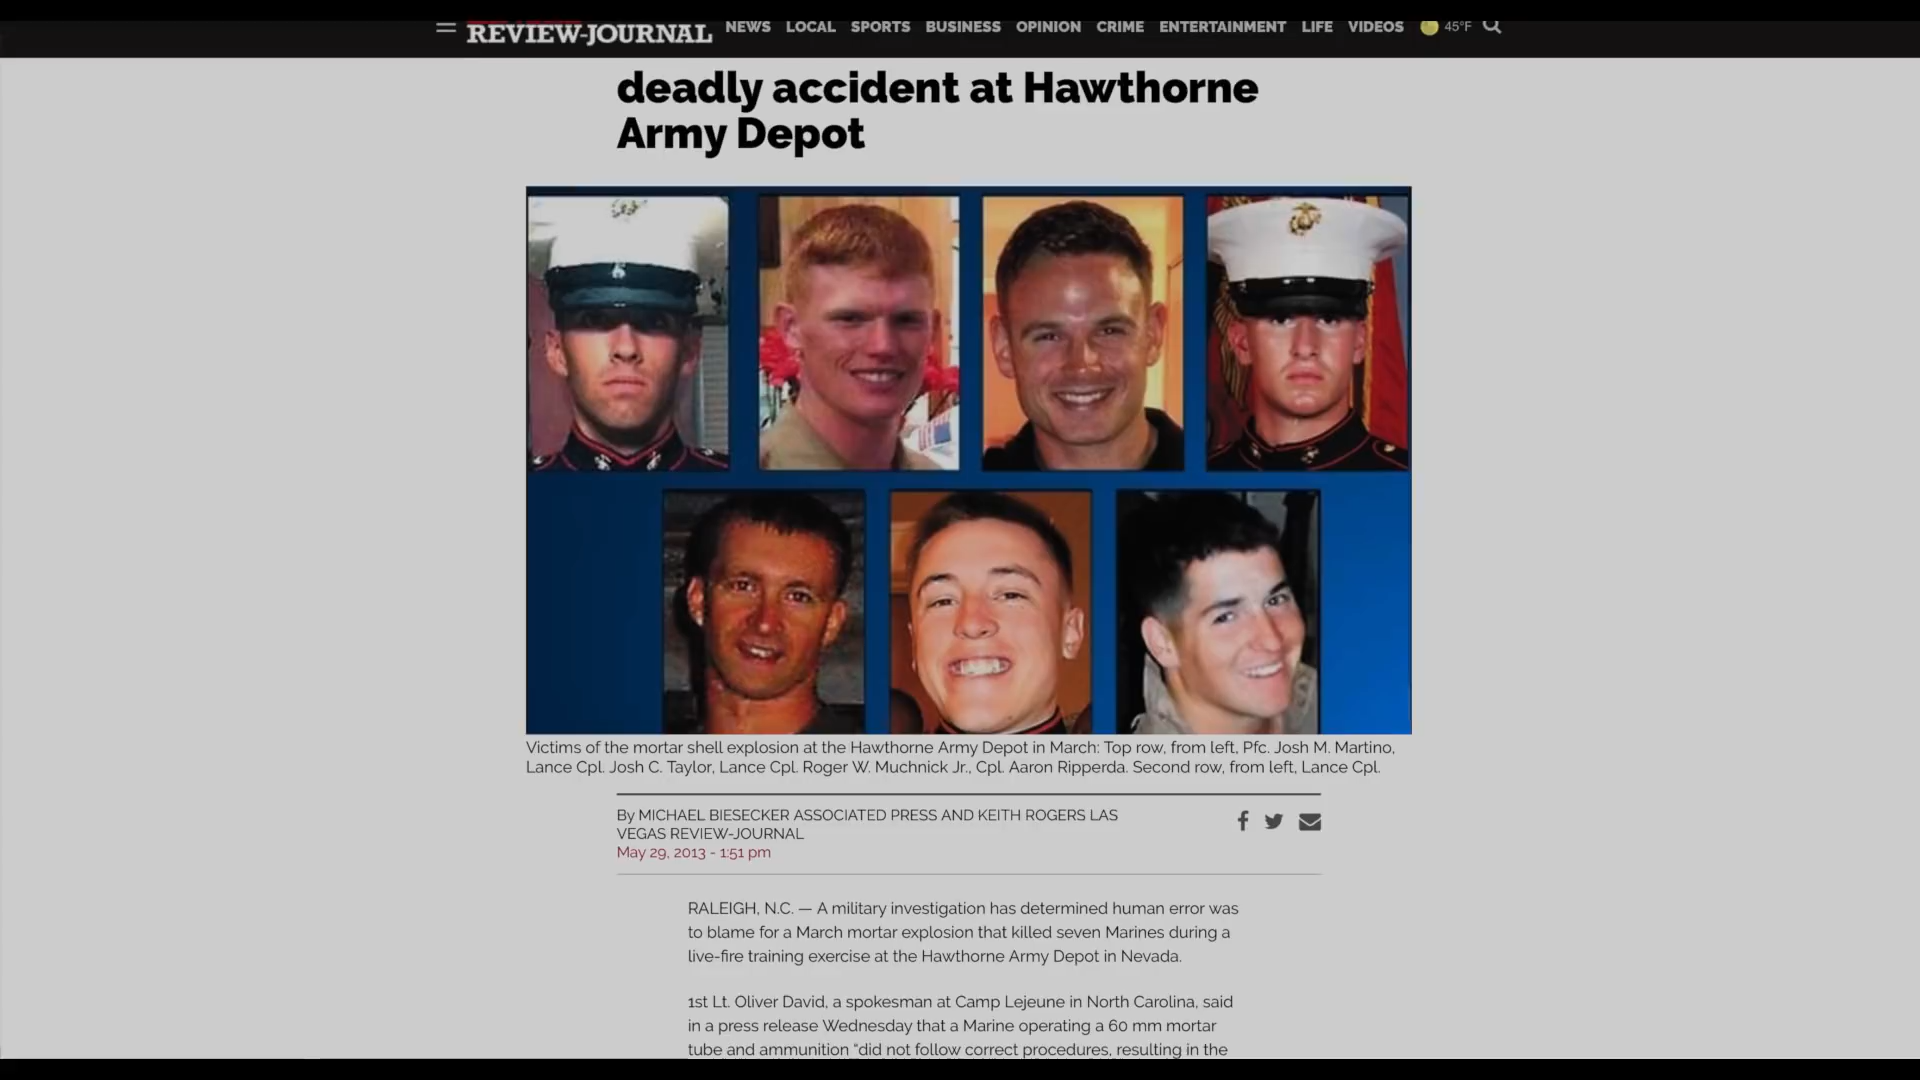 REVIEW-JOURNAL NEWS LOCAL SPORTS BUSINESS OPINION CRIME ENTERTAINMENT LIFE VIDEOS 45°F
deadly accident at Hawthorne
Army Depot
Victims of the mortar shell explosion at the Hawthorne Army Depot in March: Top row, from left, Pfc. Josh M. Martino,
Lance Cpl. Josh C. Taylor, Lance Cpl. Roger W. Muchnick Jr., Cpl. Aaron Ripperda. Second row, from left, Lance Cpl.
By MICHAEL BIESECKER ASSOCIATED PRESS AND KEITH ROGERS LAS
VEGAS REVIEW-JOURNAL
May 29, 2013 - 1:51 pm
RALEIGH, N.C. — A military investigation has determined human error was
to blame for a March mortar explosion that killed seven Marines during a
live-fire training exercise at the Hawthorne Army Depot in Nevada.
1st Lt. Oliver David, a spokesman at Camp Lejeune in North Carolina, said
in a press release Wednesday that a Marine operating a 60 mm mortar
tube and ammunition “did not follow correct procedures, resulting in the